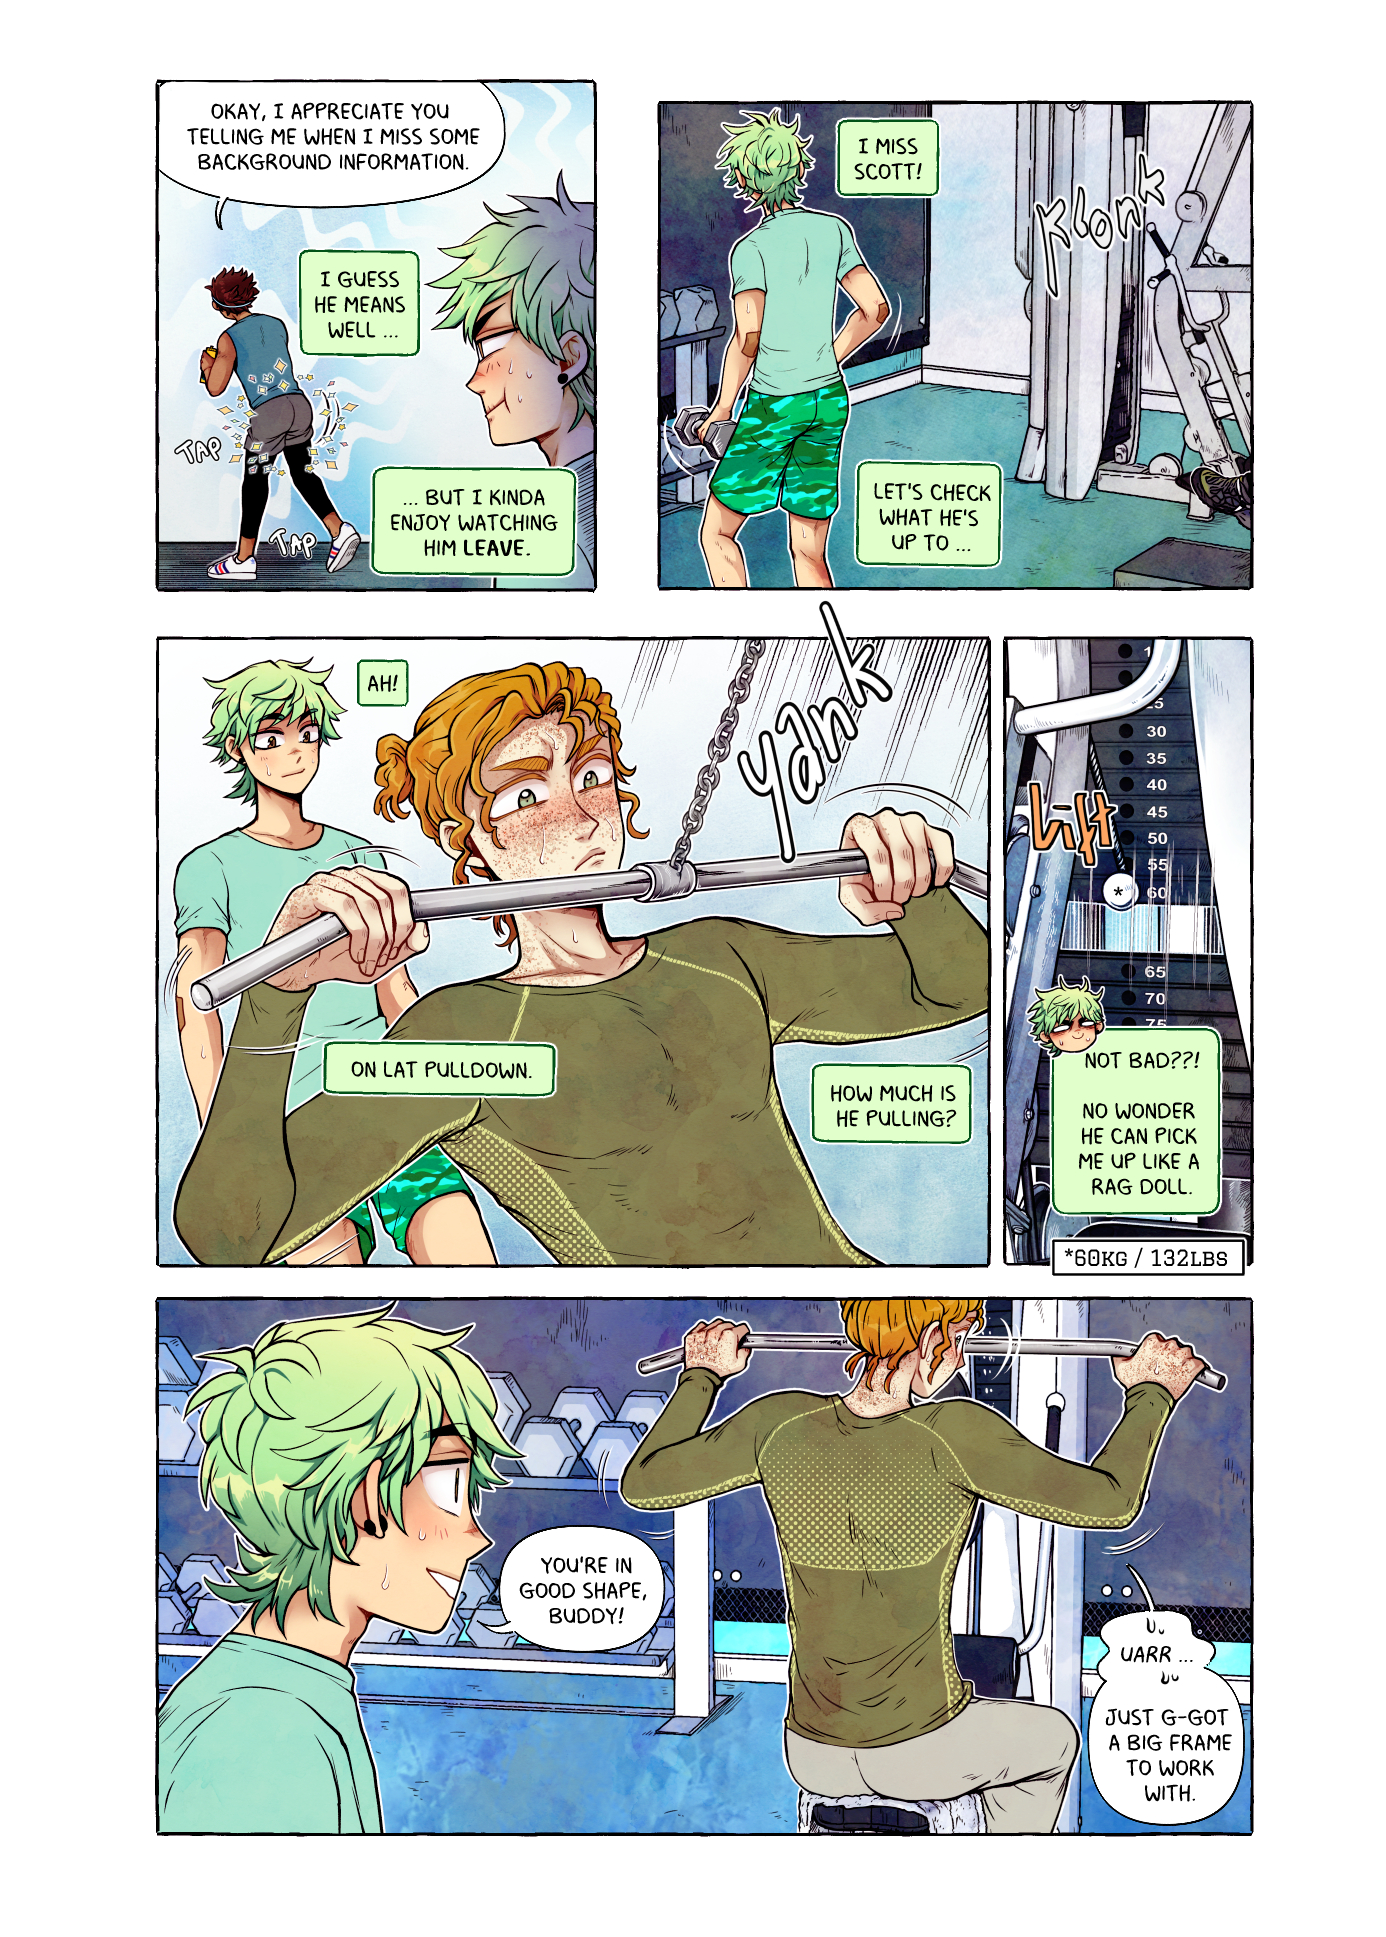 OKAY, I APPRECIATE YOU
TELLING ME WHEN I MISS SOME
BACKGROUND INFORMATION.
I GUESS
HE MEANS
WELL ...
TAP
TAP
... BUT I KINDA
ENJOY WATCHING
HIM LEAVE.
I MISS
SCOTT!
Klonk
LET'S CHECK
WHAT HE'S
UP TO ...
AH!
Yank
ON LAT PULLDOWN.
HOW MUCH IS
HE PULLING?
30
35
40
45
50
55
* 60
Lift
65
70
75
NOT BAD??!
NO WONDER
HE CAN PICK
ME UP LIKE A
RAG DOLL.
*60KG / 132LBS
YOU'RE IN
GOOD SHAPE,
BUDDY!
UARR ...
JUST G-GOT
A BIG FRAME
TO WORK
WITH.